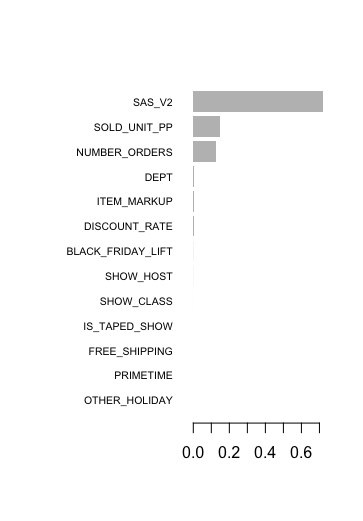 SAS_V2
SOLD_UNIT_PP
NUMBER_ORDERS
DEPT
ITEM_MARKUP
DISCOUNT_RATE
BLACK_FRIDAY_LIFT
SHOW_HOST
SHOW_CLASS
IS_TAPED_SHOW
FREE_SHIPPING
PRIMETIME
OTHER_HOLIDAY
0.0 0.2 0.4 0.6